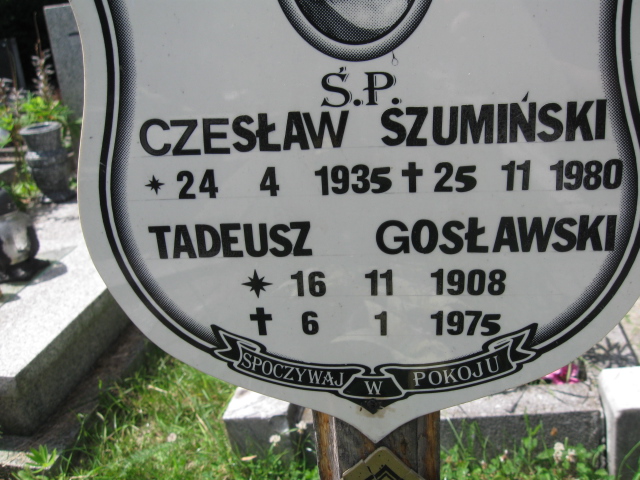 Ś.P.
CZESŁAW SZUMIŃSKI
* 24 4 1935 † 25 11 1980
TADEUSZ GOSŁAWSKI
* 16 11 1908
† 6 1 1975
SPOCZYWAJ W POKOJU